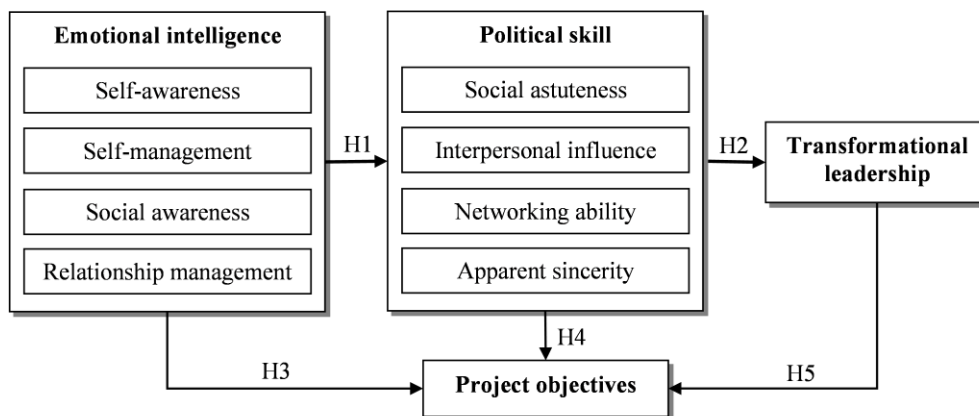 Emotional intelligence
Self-awareness
Self-management
Social awareness
Relationship management
H1
Political skill
Social astuteness
Interpersonal influence
Networking ability
Apparent sincerity
H2
Transformational
leadership
H3
H4
H5
Project objectives